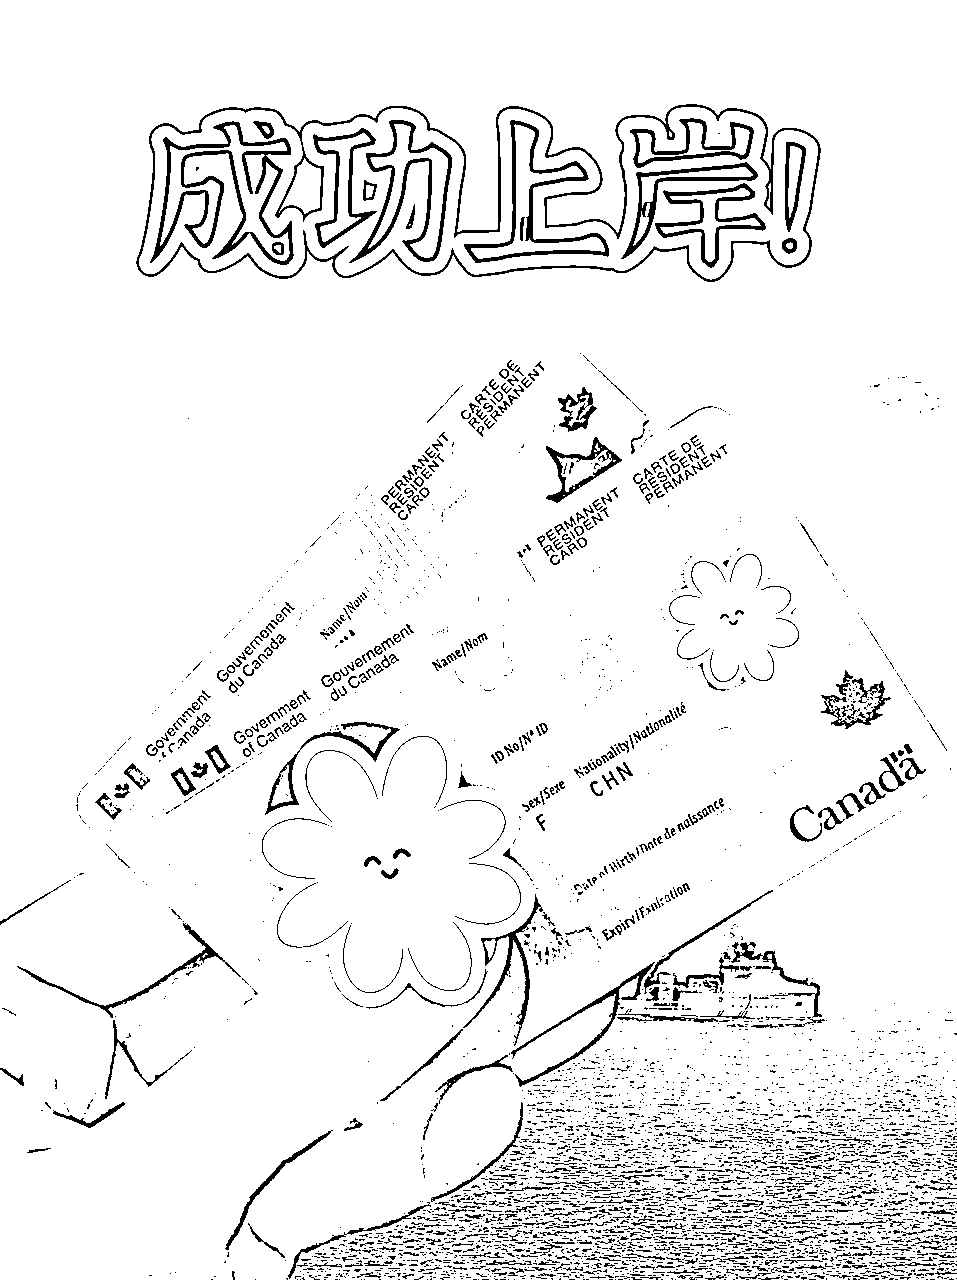 成功上岸!
CARTE DE
RÉSIDENT
PERMANENT
PERMANENT
RESIDENT
CARD
Name/Nom
Gouvernement
du Canada
Government
of Canada
CARTE DE
RÉSIDENT
PERMANENT
PERMANENT
RESIDENT
CARD
Government
of Canada
Gouvernement
du Canada
Name/Nom
ID No/Nº ID
Sex/Sexe
F
Nationality/Nationalité
CHN
Date of Birth/Date de naissance
Expiry/Expiration
Canada